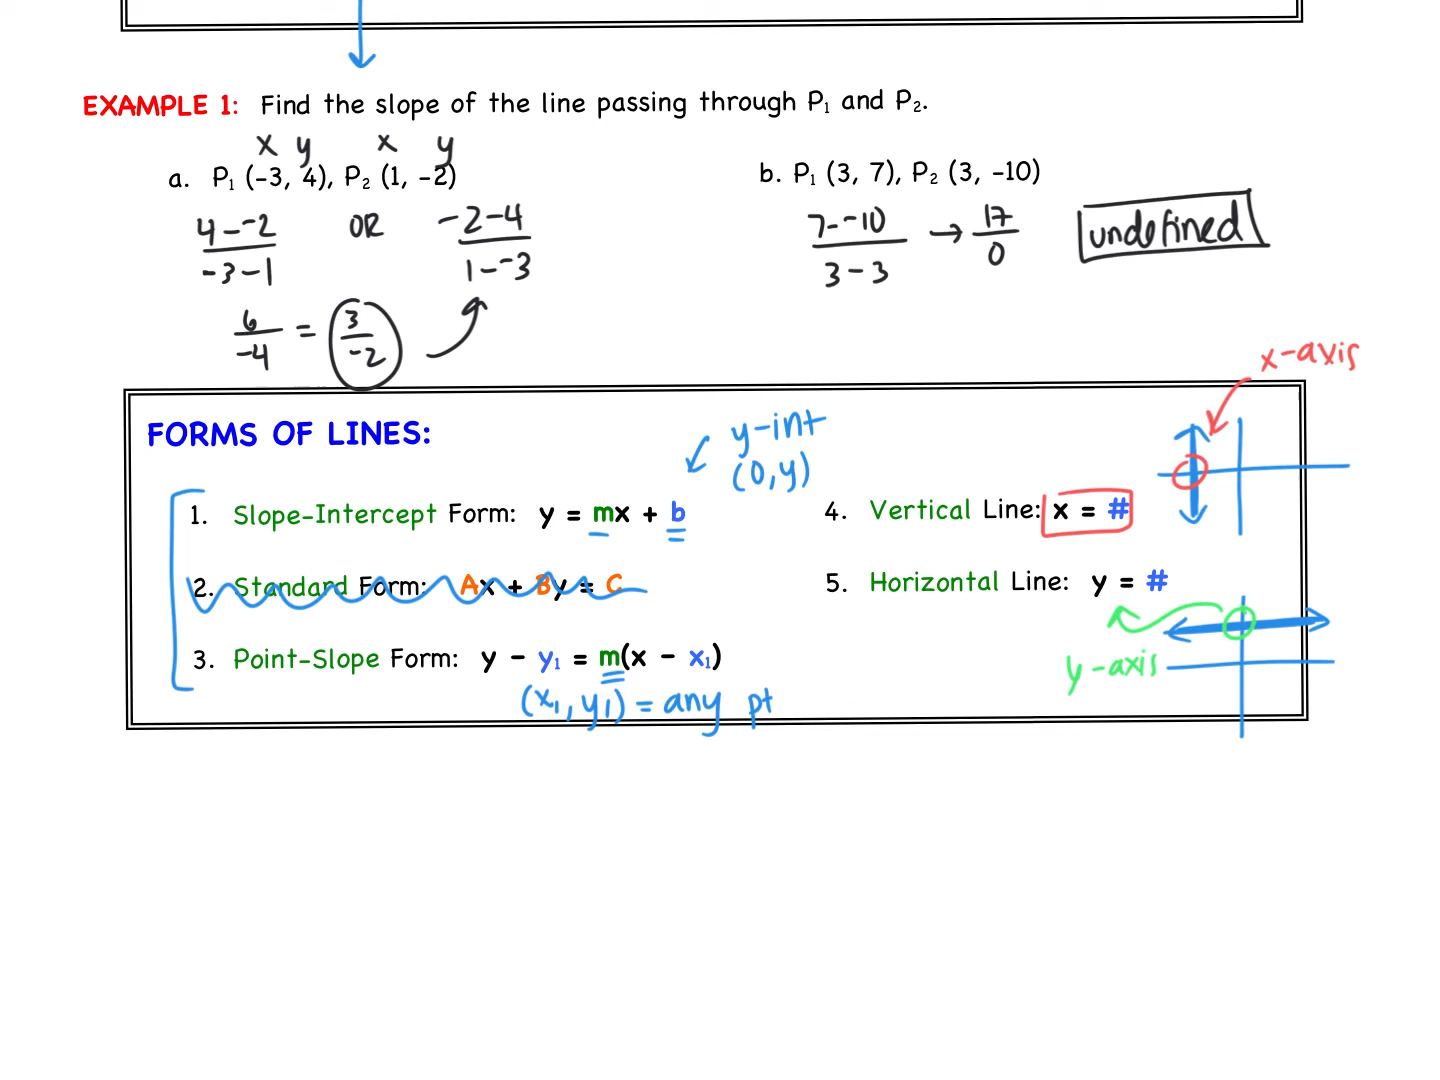 EXAMPLE 1: Find the slope of the line passing through P₁ and P₂.
x y x y
a. P₁ (-3, 4), P₂ (1, -2)
4--2
-3-1
OR
-2-4
1--3
6
-4
=
3
-2
b. P₁ (3, 7), P₂ (3, -10)
7--10
3-3
→
17
0
undefined
x-axis
FORMS OF LINES:
y-int
(0,y)
1. Slope-Intercept Form: y = mx + b
2. Standard Form: Ax + By = C
3. Point-Slope Form: y - y₁ = m(x - x₁)
(x₁, y₁) = any pt
4. Vertical Line: x = #
5. Horizontal Line: y = #
y-axis